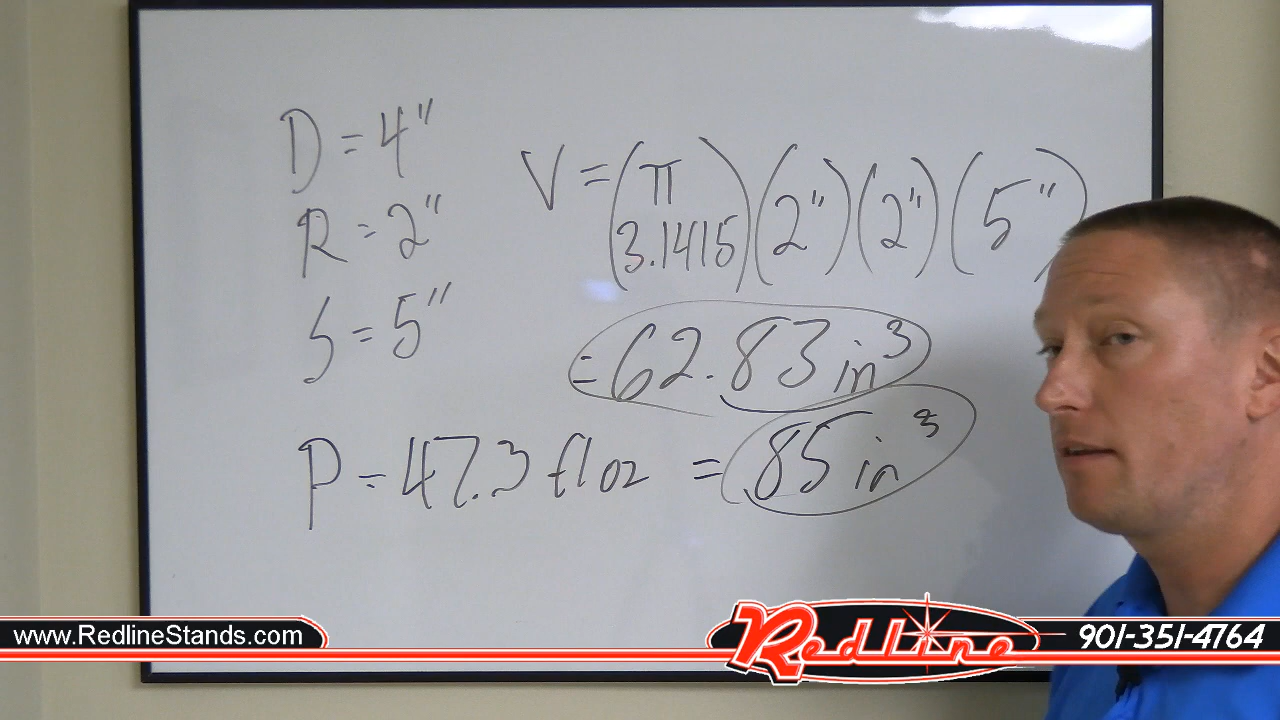 D = 4"
R = 2"
S = 5"
V = (π 3.1415)(2")(2")(5")
= 62.83 in³
P = 47.3 fl oz = 85 in³
www.RedlineStands.com
Redline
901-351-4764